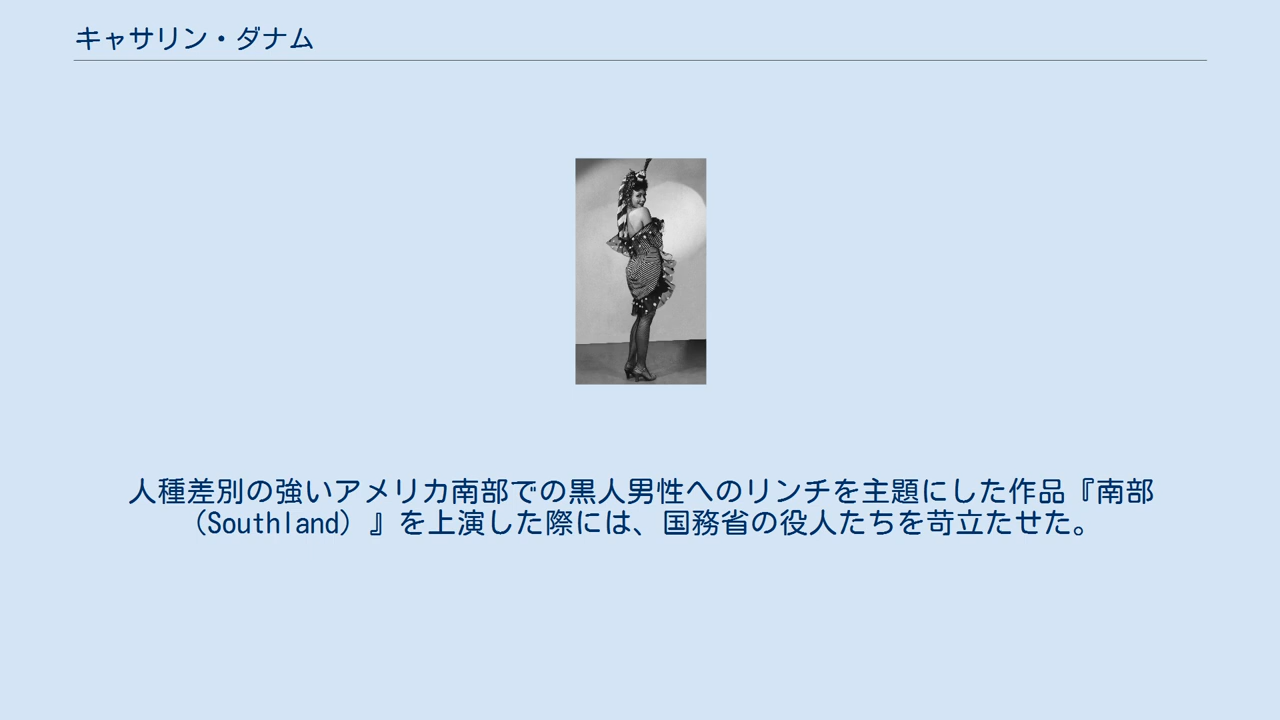 キャサリン・ダナム
人種差別の強いアメリカ南部での黒人男性へのリンチを主題にした作品『南部
（Southland）』を上演した際には、国務省の役人たちを苛立たせた。